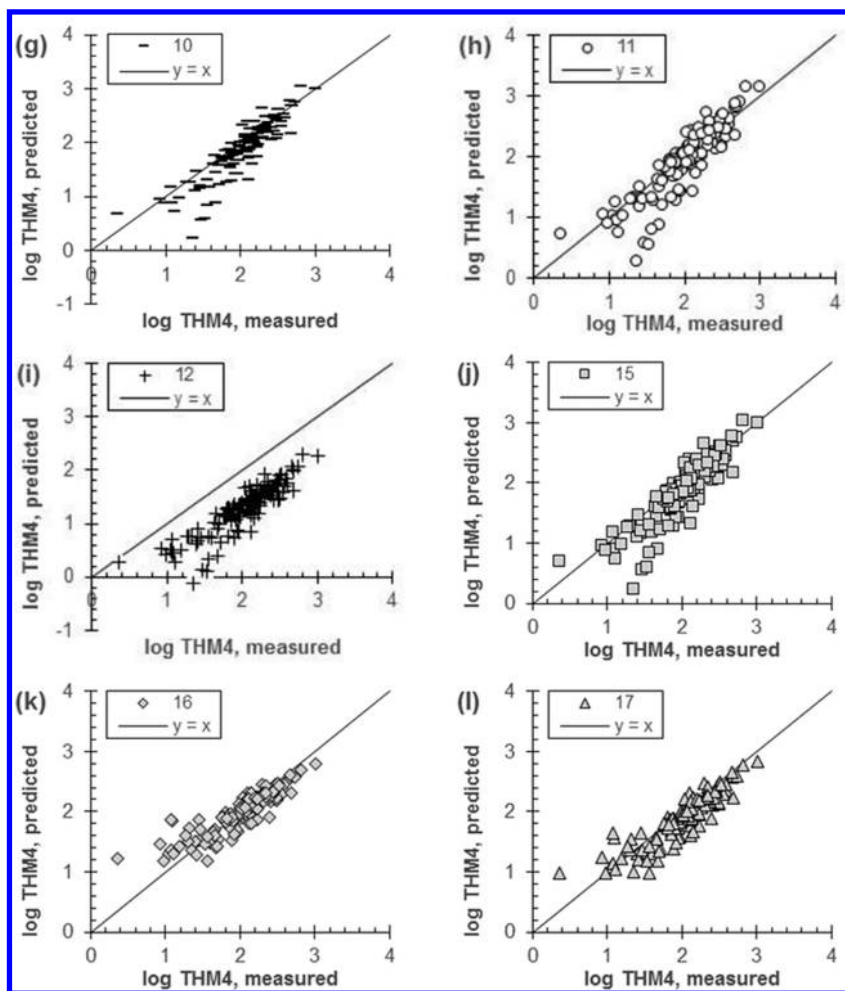 (g)
10
y = x
log THM4, predicted
4
3
2
1
0
-1
0
1
2
3
4
log THM4, measured
(h)
11
y = x
log THM4, predicted
4
3
2
1
0
0
1
2
3
4
log THM4, measured
(i)
12
y = x
log THM4, predicted
4
3
2
1
0
-1
0
1
2
3
4
log THM4, measured
(j)
15
y = x
log THM4, predicted
4
3
2
1
0
0
1
2
3
4
log THM4, measured
(k)
16
y = x
log THM4, predicted
4
3
2
1
0
0
1
2
3
4
log THM4, measured
(l)
17
y = x
log THM4, predicted
4
3
2
1
0
0
1
2
3
4
log THM4, measured